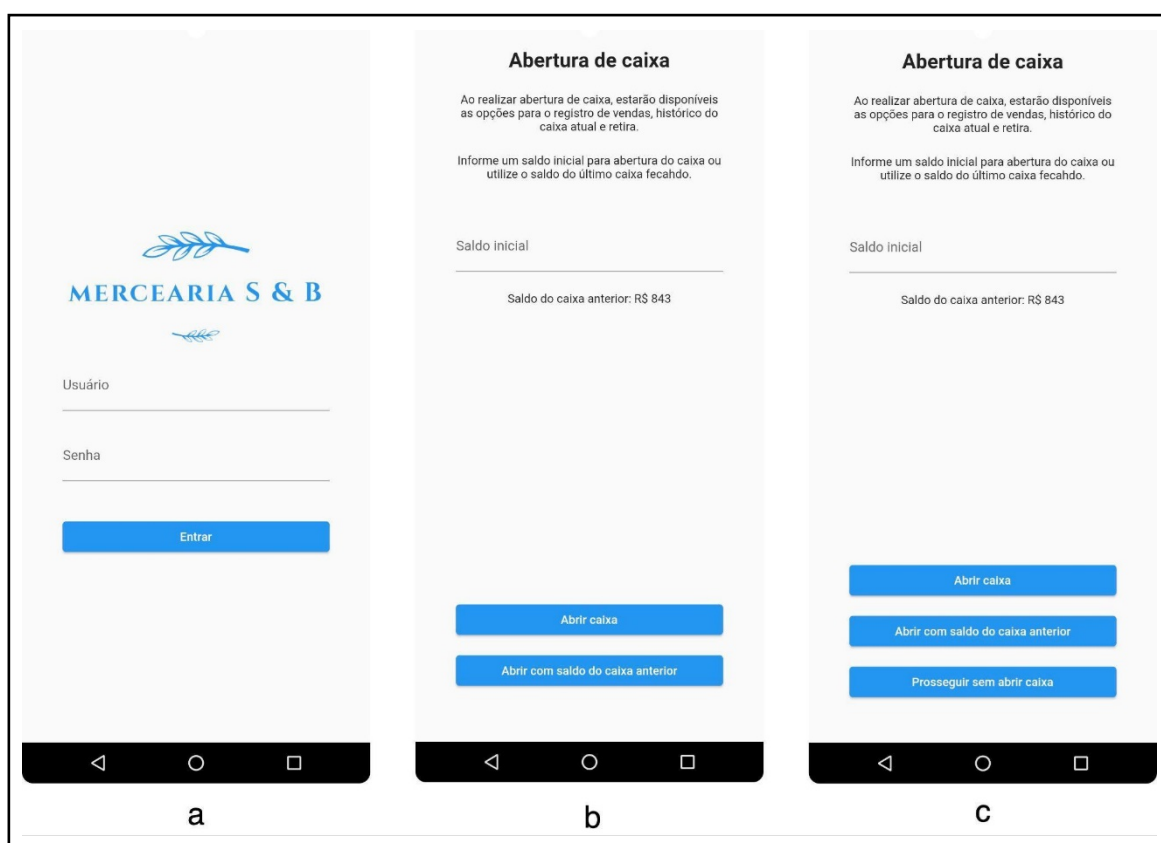 MERCEARIA S & B
Usuário
Senha
Entrar
a
Abertura de caixa
Ao realizar abertura de caixa, estarão disponíveis
as opções para o registro de vendas, histórico do
caixa atual e retira.
Informe um saldo inicial para abertura do caixa ou
utilize o saldo do último caixa fecahdo.
Saldo inicial
Saldo do caixa anterior: R$ 843
Abrir caixa
Abrir com saldo do caixa anterior
b
Abertura de caixa
Ao realizar abertura de caixa, estarão disponíveis
as opções para o registro de vendas, histórico do
caixa atual e retira.
Informe um saldo inicial para abertura do caixa ou
utilize o saldo do último caixa fecahdo.
Saldo inicial
Saldo do caixa anterior: R$ 843
Abrir caixa
Abrir com saldo do caixa anterior
Prosseguir sem abrir caixa
c